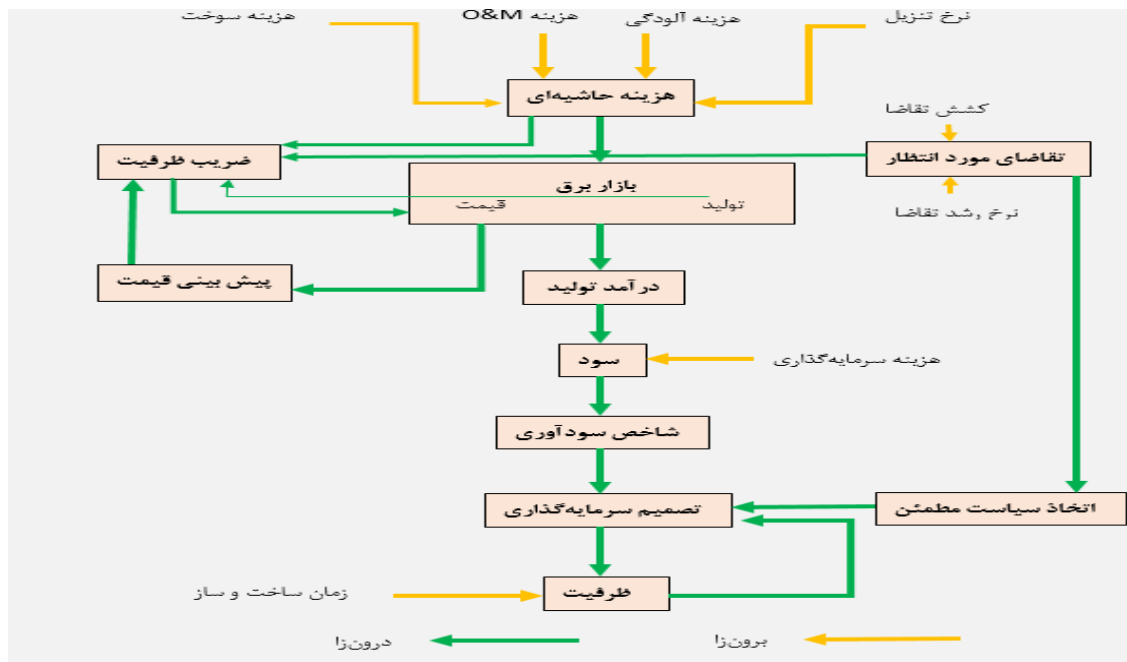 نرخ تنزیل
هزینه آلودگی
هزینه O&M
هزینه سوخت
هزینه حاشیه‌ای
کشش تقاضا
تقاضای مورد انتظار
ضریب ظرفیت
بازار برق
تولید
قیمت
نرخ رشد تقاضا
پیش بینی قیمت
درآمد تولید
سود
هزینه سرمایه‌گذاری
شاخص سودآوری
اتخاذ سیاست مطمئن
تصمیم سرمایه‌گذاری
ظرفیت
زمان ساخت و ساز
برون‌زا
درون‌زا